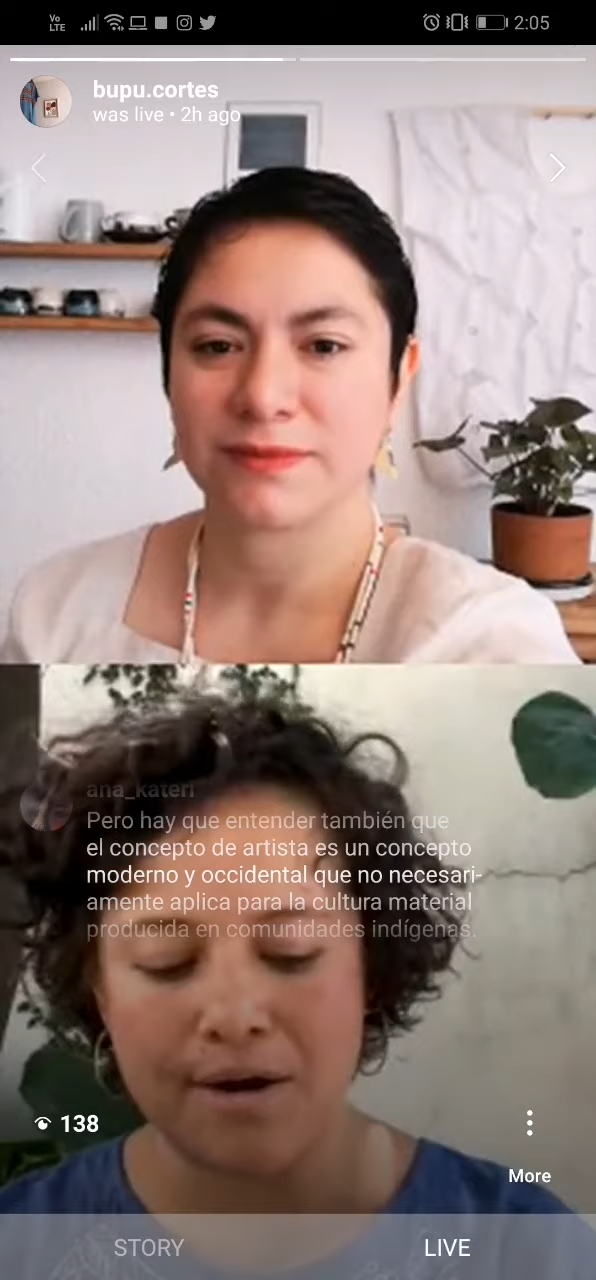 Vo
LTE
2:05
bupu.cortes
was live • 2h ago
ana_kateri
Pero hay que entender también que
el concepto de artista es un concepto
moderno y occidental que no necesari-
amente aplica para la cultura material
producida en comunidades indígenas.
138
More
STORY
LIVE